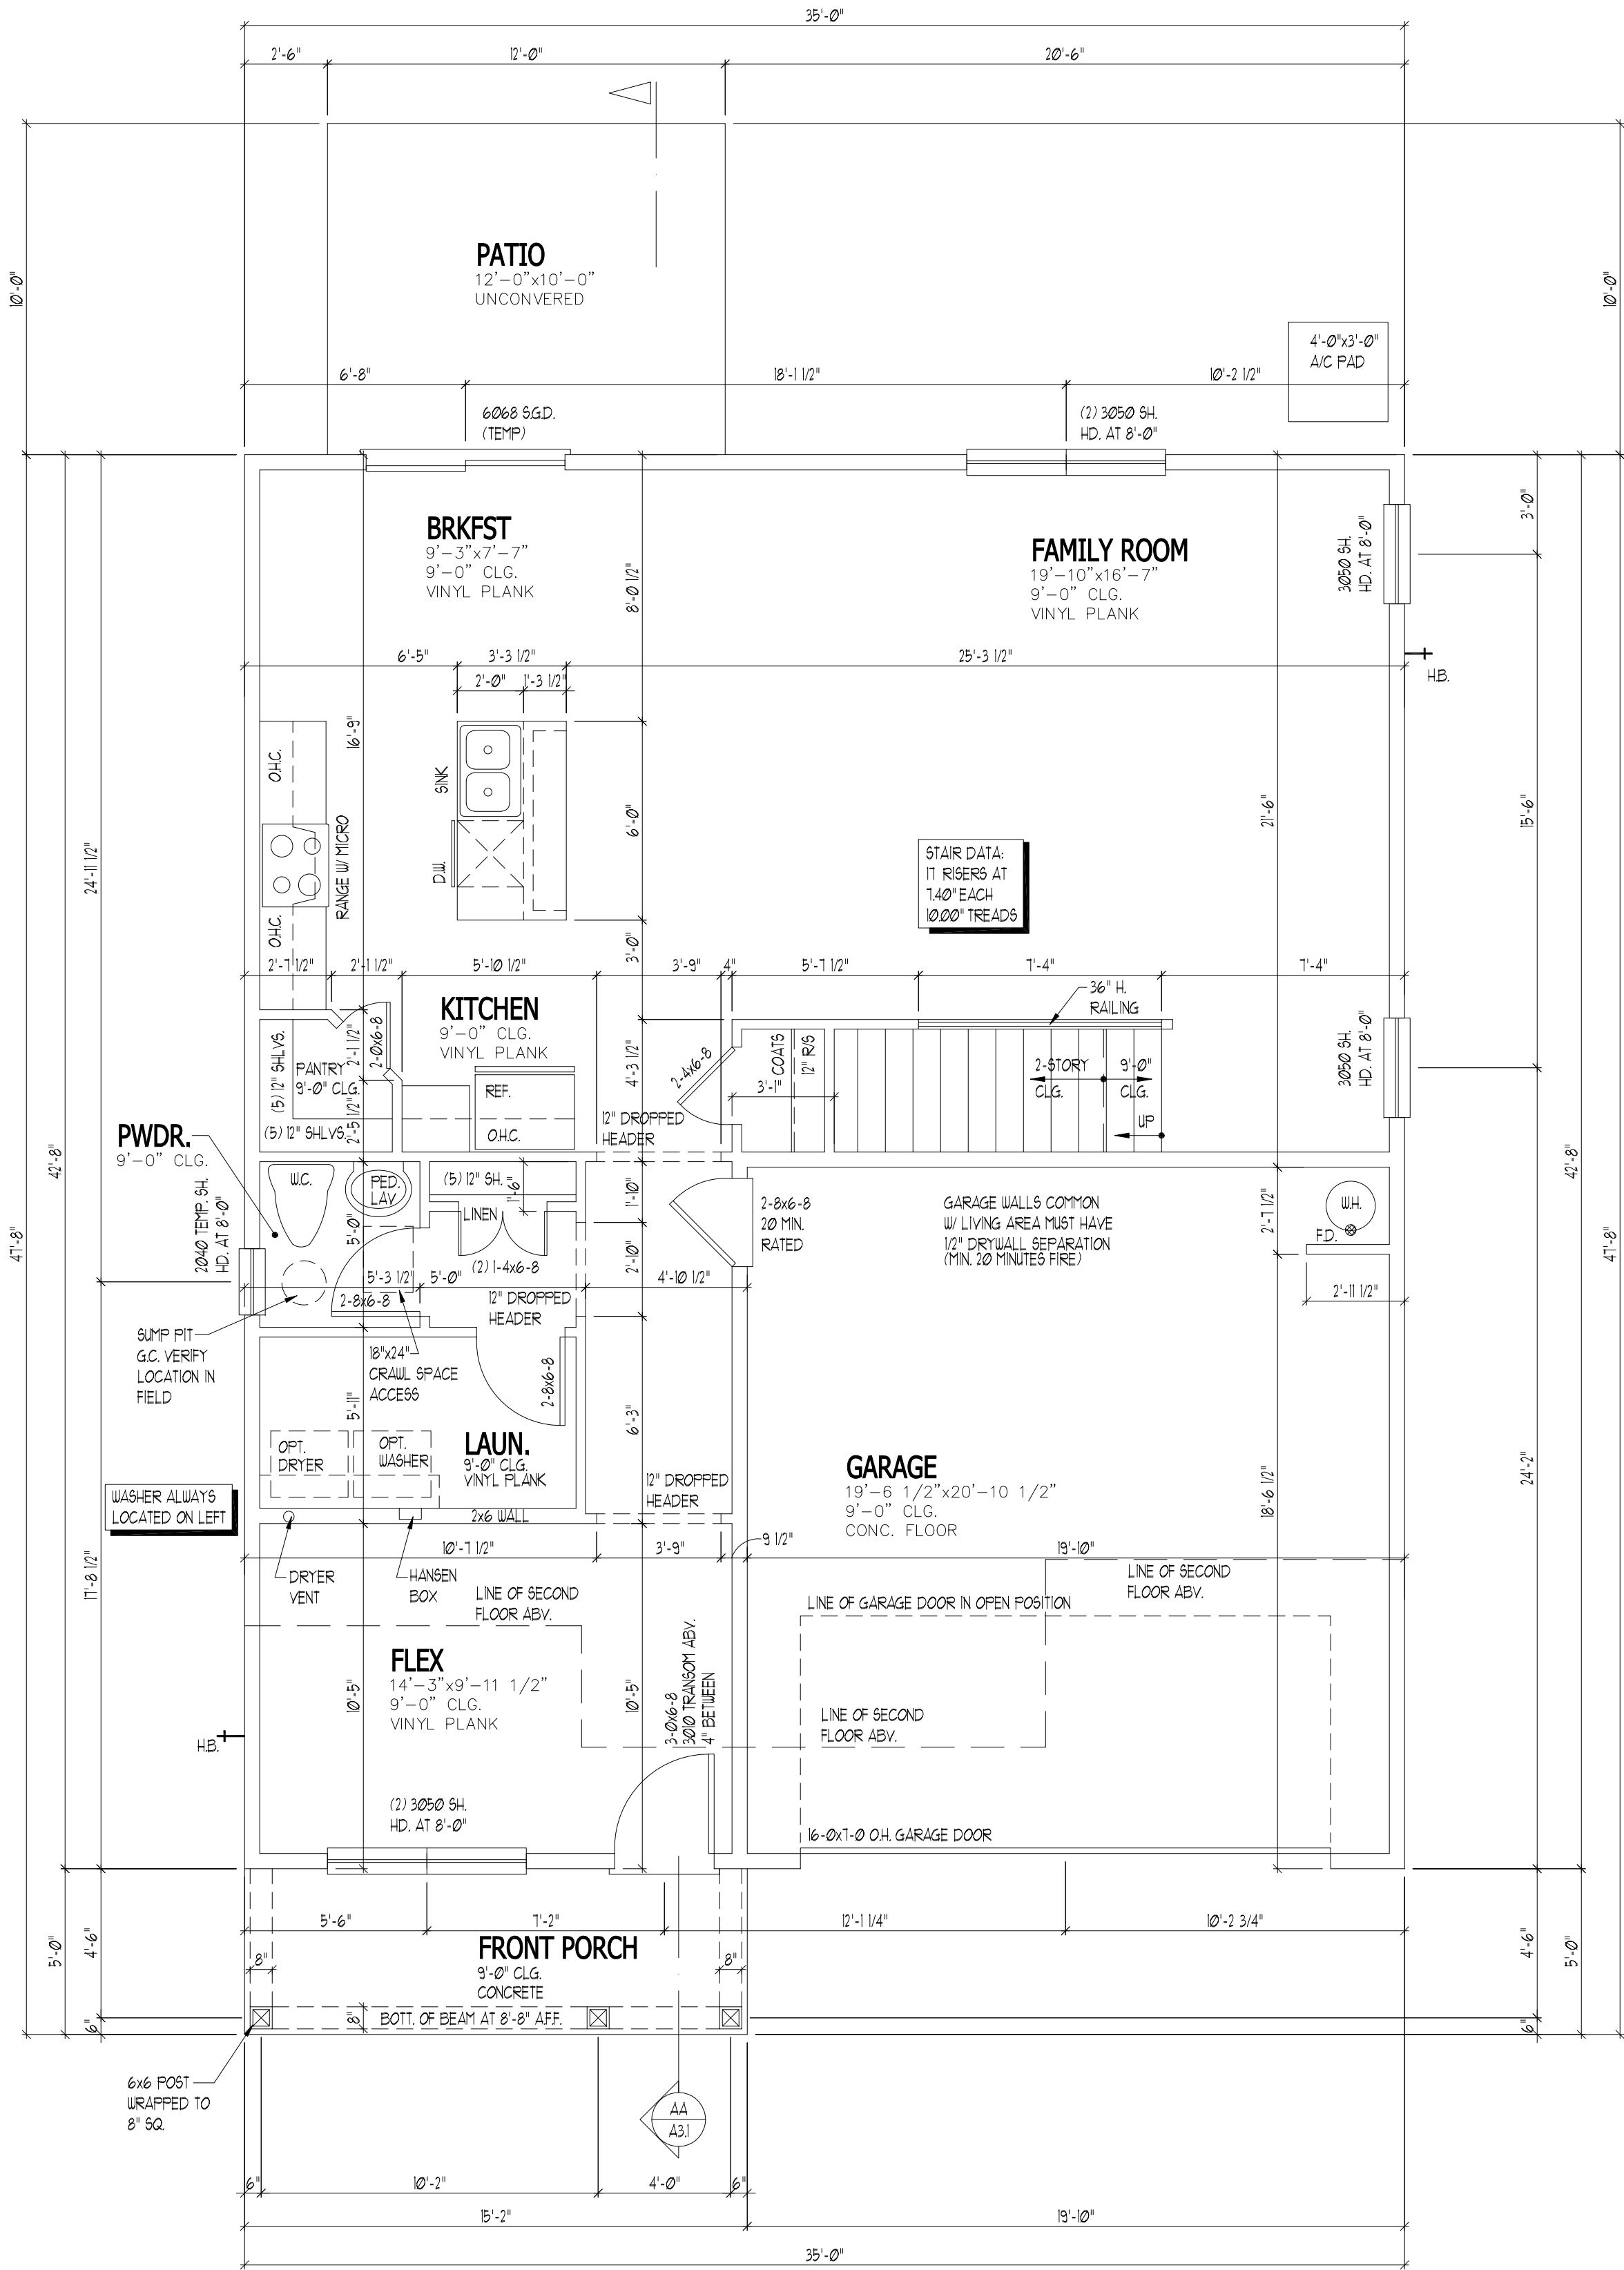 35'-0"
2'-6"
12'-0"
20'-6"
PATIO
12'-0"x10'-0"
UNCONVERED
10'-0"
10'-0"
4'-0"x3'-0"
A/C PAD
6'-8"
18'-1 1/2"
10'-2 1/2"
6068 S.G.D.
(TEMP)
(2) 3050 SH.
HD. AT 8'-0"
BRKFST
9'-3"x7'-7"
9'-0" CLG.
VINYL PLANK
8'-0 1/2"
FAMILY ROOM
19'-10"x16'-7"
9'-0" CLG.
VINYL PLANK
3050 SH.
HD. AT 8'-0"
3'-0"
H.B.
6'-5"
3'-3 1/2"
25'-3 1/2"
2'-0"
1'-3 1/2"
16'-9"
O.H.C.
SINK
RANGE W/ MICRO
D.W.
O.H.C.
6'-0"
21'-6"
15'-6"
24'-11 1/2"
STAIR DATA:
17 RISERS AT
7.40" EACH
10.00" TREADS
3'-0"
2'-7 1/2"
2'-1 1/2"
5'-10 1/2"
3'-9"
4"
5'-7 1/2"
7'-4"
7'-4"
KITCHEN
9'-0" CLG.
VINYL PLANK
36" H.
RAILING
(5) 12" SHLVS.
PANTRY
9'-0" CLG.
2'-1 1/2"
2-0x6-8
2'-5 1/2"
(5) 12" SHLVS.
REF.
O.H.C.
4'-3 1/2"
2-4x6-8
COATS
12" R/S
3'-1"
2-STORY
CLG.
9'-0"
CLG.
UP
3050 SH.
HD. AT 8'-0"
12" DROPPED
HEADER
PWDR.
9'-0" CLG.
42'-8"
42'-8"
47'-8"
47'-8"
2040 TEMP. SH.
HD. AT 8'-0"
W.C.
PED.
LAV
5'-0"
(5) 12" SH.
1'-6"
LINEN
(2) 1-4x6-8
1'-10"
2'-10"
2-8x6-8
20 MIN.
RATED
GARAGE WALLS COMMON
W/ LIVING AREA MUST HAVE
1/2" DRYWALL SEPARATION
(MIN. 20 MINUTES FIRE)
2'-7 1/2"
W.H.
F.D.
2'-11 1/2"
5'-3 1/2"
5'-0"
4'-10 1/2"
2-8x6-8
12" DROPPED
HEADER
SUMP PIT
G.C. VERIFY
LOCATION IN
FIELD
18"x24"
CRAWL SPACE
ACCESS
2-8x6-8
5'-11"
6'-3"
OPT.
DRYER
OPT.
WASHER
LAUN.
9'-0" CLG.
VINYL PLANK
WASHER ALWAYS
LOCATED ON LEFT
2x6 WALL
12" DROPPED
HEADER
GARAGE
19'-6 1/2"x20'-10 1/2"
9'-0" CLG.
CONC. FLOOR
18'-6 1/2"
24'-2"
17'-8 1/2"
10'-7 1/2"
3'-9"
9 1/2"
19'-10"
DRYER
VENT
HANSEN
BOX
LINE OF SECOND
FLOOR ABV.
LINE OF SECOND
FLOOR ABV.
LINE OF GARAGE DOOR IN OPEN POSITION
FLEX
14'-3"x9'-11 1/2"
9'-0" CLG.
VINYL PLANK
10'-5"
10'-5"
3-0x6-8
3010 TRANSOM ABV.
4" BETWEEN
LINE OF SECOND
FLOOR ABV.
H.B.
(2) 3050 SH.
HD. AT 8'-0"
16-0x7-0 O.H. GARAGE DOOR
5'-6"
7'-2"
12'-1 1/4"
10'-2 3/4"
5'-0"
4'-6"
4'-6"
5'-0"
FRONT PORCH
9'-0" CLG.
CONCRETE
8"
8"
8"
BOTT. OF BEAM AT 8'-8" A.F.F.
6"
6"
6x6 POST
WRAPPED TO
8" SQ.
AA
A3.1
6"
10'-2"
4'-0"
6"
15'-2"
19'-10"
35'-0"